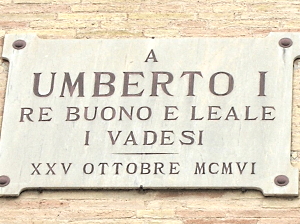 A
UMBERTO I
RE BUONO E LEALE
I VADESI
XXV OTTOBRE MCMVI